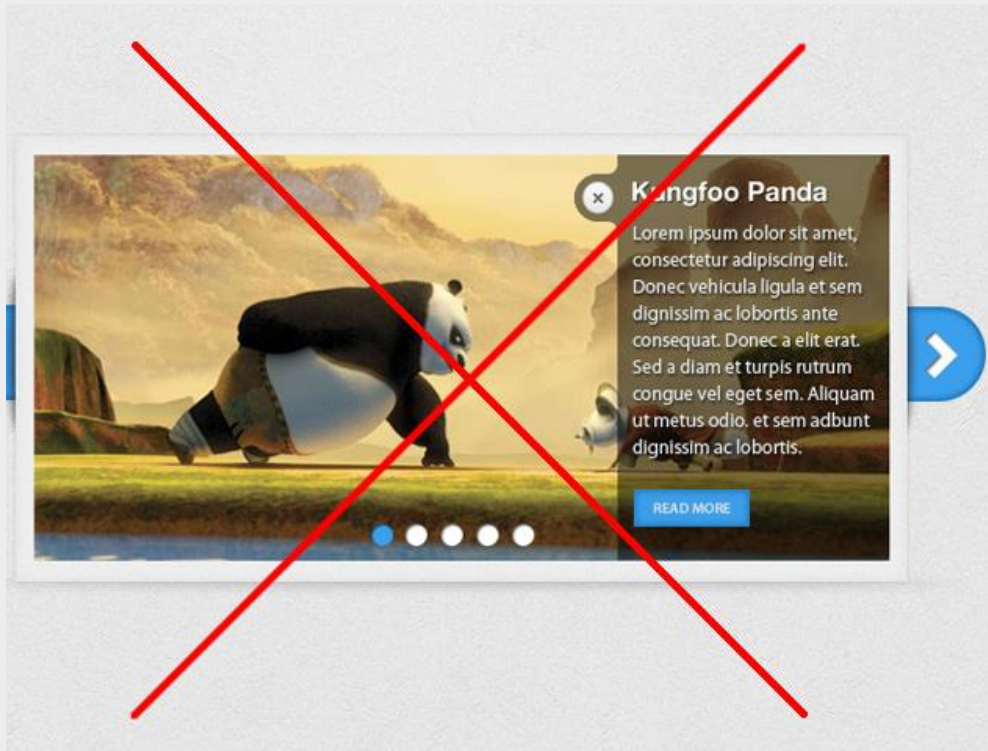 Kungfoo Panda
Lorem ipsum dolor sit amet,
consectetur adipiscing elit.
Donec vehicula ligula et sem
dignissim ac lobortis ante
consequat. Donec a elit erat.
Sed a diam et turpis rutrum
congue vel eget sem. Aliquam
ut metus odio. et sem adbunt
dignissim ac lobortis.
READ MORE